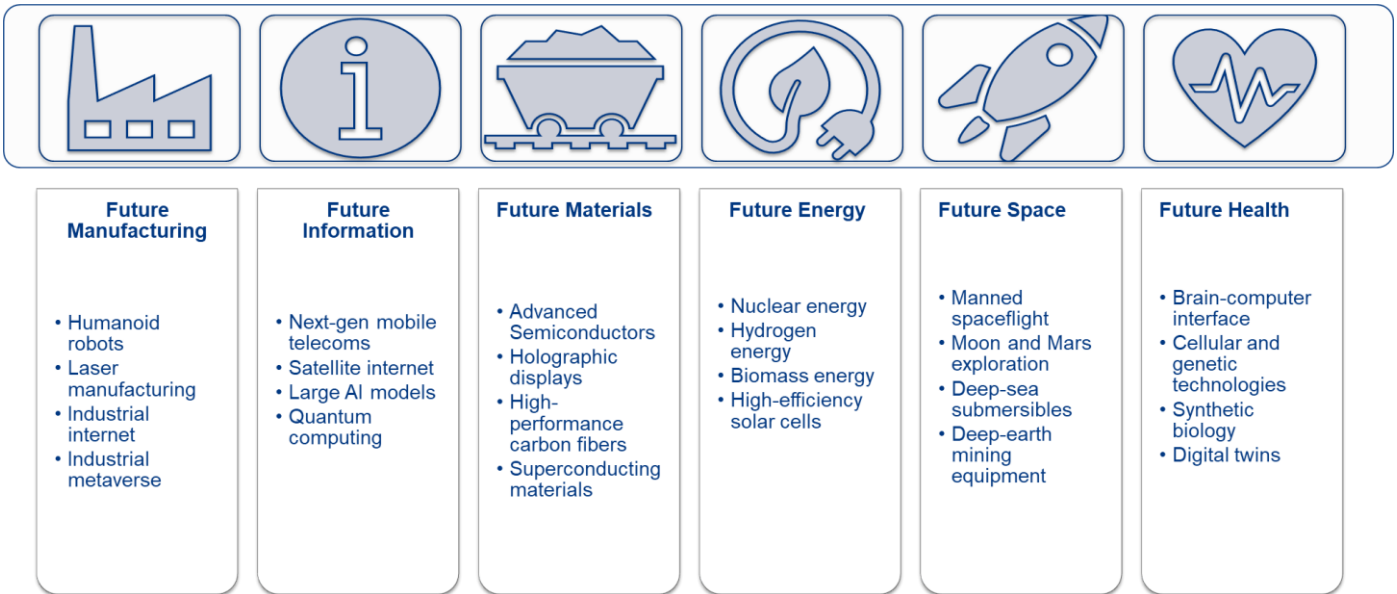 Future
Manufacturing
• Humanoid
robots
• Laser
manufacturing
• Industrial
internet
• Industrial
metaverse
Future
Information
• Next-gen mobile
telecoms
• Satellite internet
• Large AI models
• Quantum
computing
Future Materials
• Advanced
Semiconductors
• Holographic
displays
• High-
performance
carbon fibers
• Superconducting
materials
Future Energy
• Nuclear energy
• Hydrogen
energy
• Biomass energy
• High-efficiency
solar cells
Future Space
• Manned
spaceflight
• Moon and Mars
exploration
• Deep-sea
submersibles
• Deep-earth
mining
equipment
Future Health
• Brain-computer
interface
• Cellular and
genetic
technologies
• Synthetic
biology
• Digital twins